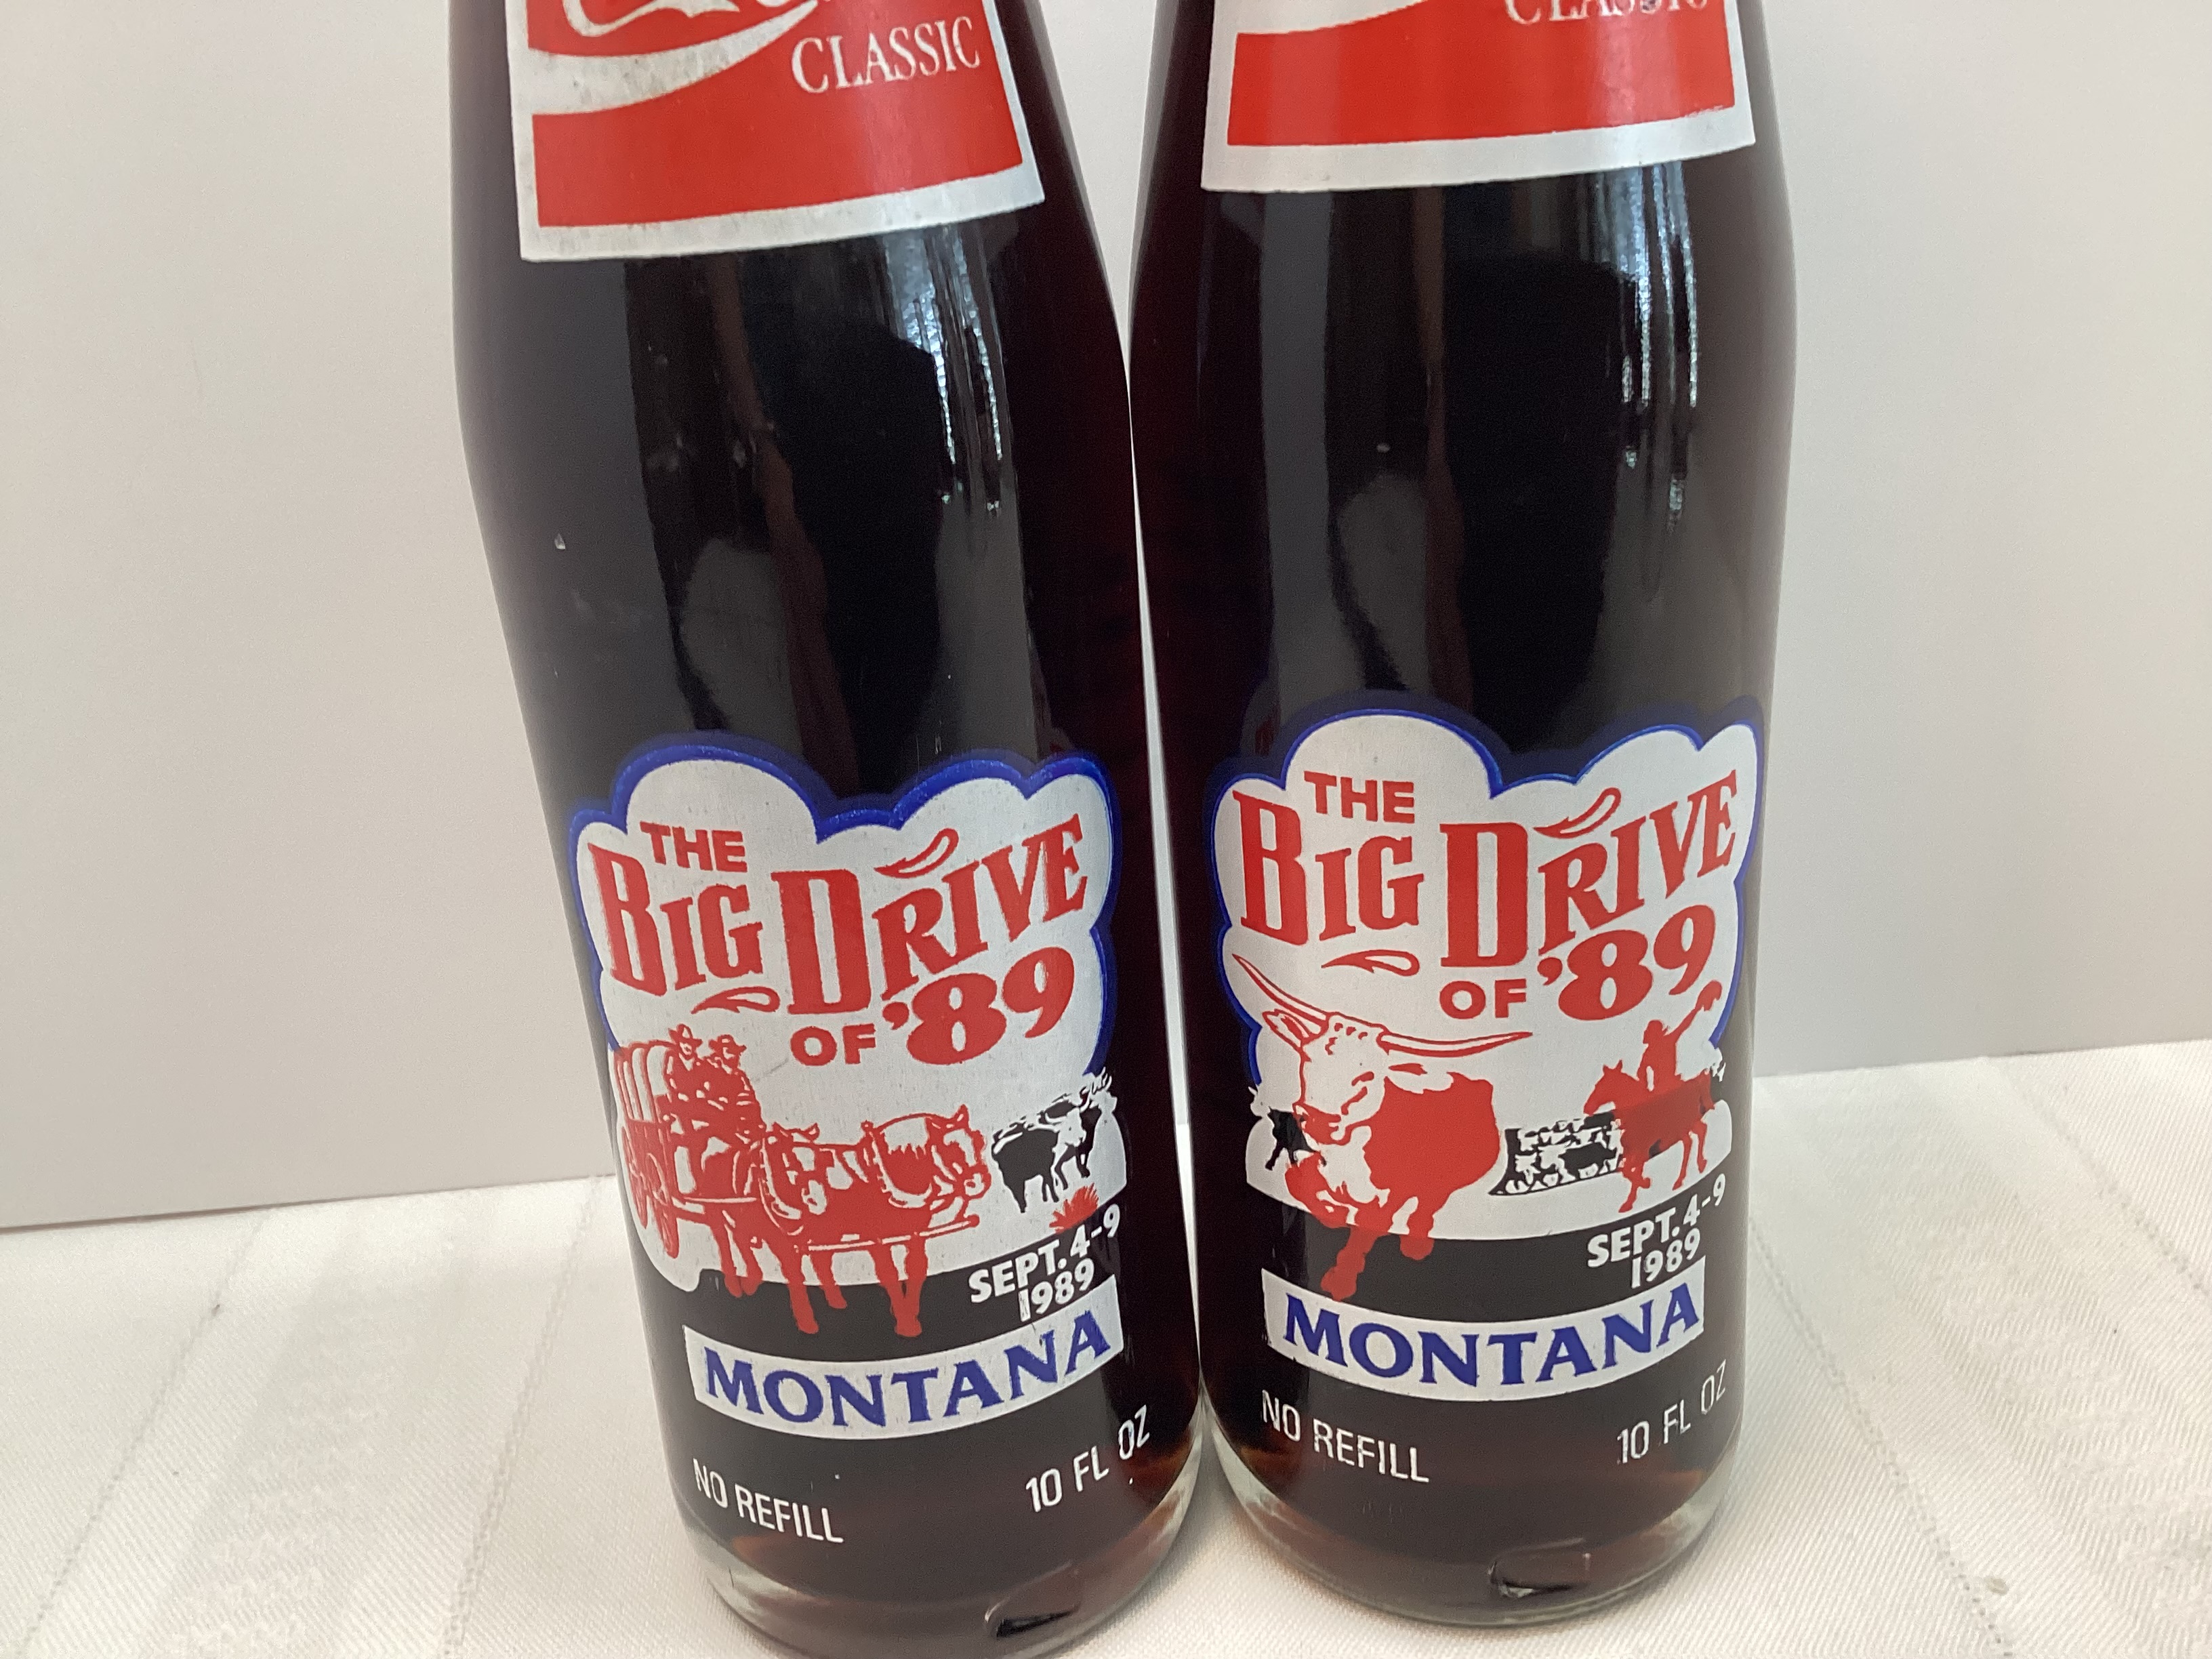 CLASSIC
THE
BIG DRIVE
OF '89
SEPT. 4-9
1989
MONTANA
NO REFILL
10 FL OZ
CLASSIC
THE
BIG DRIVE
OF '89
SEPT. 4-9
1989
MONTANA
NO REFILL
10 FL OZ